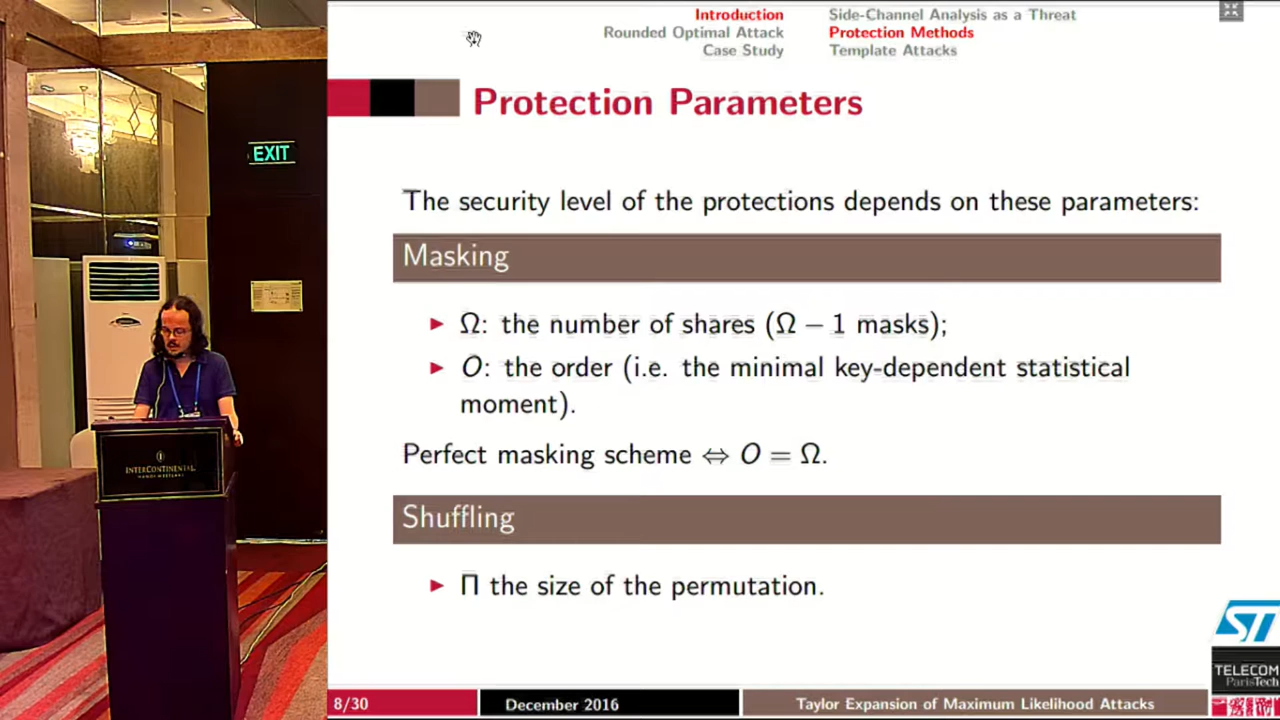 Introduction
Rounded Optimal Attack
Case Study
Side-Channel Analysis as a Threat
Protection Methods
Template Attacks
Protection Parameters
EXIT
The security level of the protections depends on these parameters:
Masking
▶ Ω: the number of shares (Ω − 1 masks);
▶ O: the order (i.e. the minimal key-dependent statistical
moment).
Perfect masking scheme ⇔ O = Ω.
INTERCONTINENTAL
Shuffling
▶ Π the size of the permutation.
ST
TELECOM
ParisTech
8/30
December 2016
Taylor Expansion of Maximum Likelihood Attacks